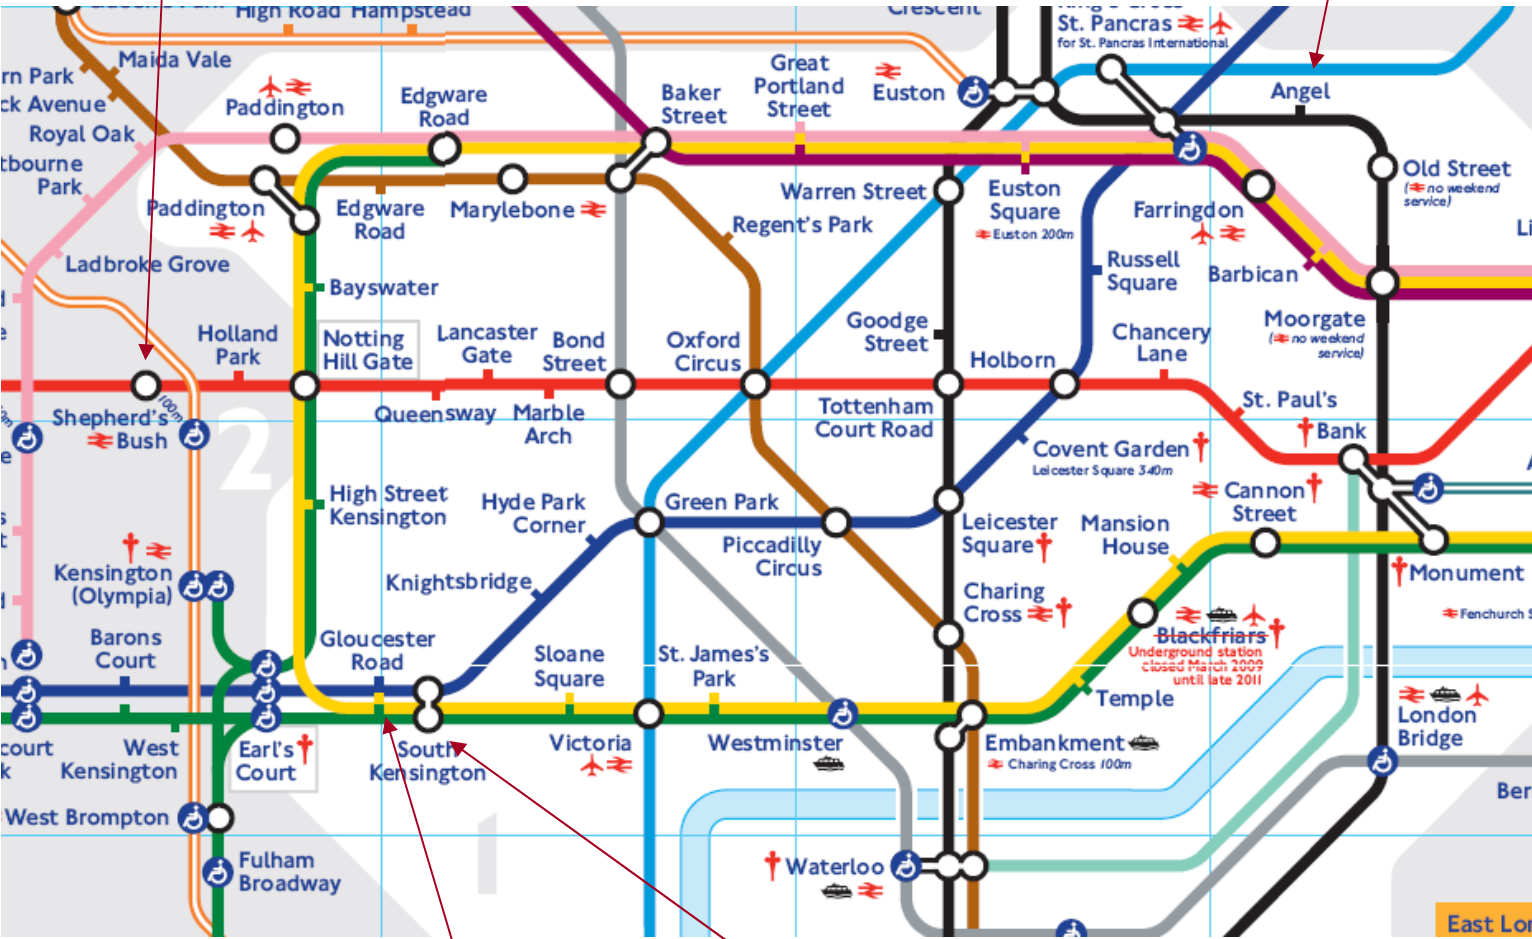 High Road
Hampstead
Crescent
St. Pancras
for St. Pancras International
Maida Vale
Park
Avenue
Royal Oak
Park
Paddington
Edgware
Road
Baker
Street
Great
Portland
Street
Euston
Angel
Old Street
(no weekend
service)
Paddington
Edgware
Road
Marylebone
Regent's Park
Warren Street
Euston
Square
Euston 200m
Farringdon
Barbican
Russell
Square
Ladbroke Grove
Bayswater
Holland
Park
Notting
Hill Gate
Lancaster
Gate
Bond
Street
Oxford
Circus
Goodge
Street
Holborn
Chancery
Lane
Moorgate
(no weekend
service)
Shepherd's
Bush
100m
Queensway
Marble
Arch
Tottenham
Court Road
St. Paul's
Bank
Covent Garden
Leicester Square 340m
2
High Street
Kensington
Hyde Park
Corner
Green Park
Piccadilly
Circus
Leicester
Square
Cannon
Street
Mansion
House
Monument
Kensington
(Olympia)
Knightsbridge
Charing
Cross
Blackfriars
Underground station
closed March 2009
until late 2011
Fenchurch
Barons
Court
Gloucester
Road
Sloane
Square
St. James's
Park
Temple
London
Bridge
West
Kensington
Earl's
Court
South
Kensington
Victoria
Westminster
Embankment
Charing Cross 100m
West Brompton
Fulham
Broadway
1
Waterloo
Ber
East Lon